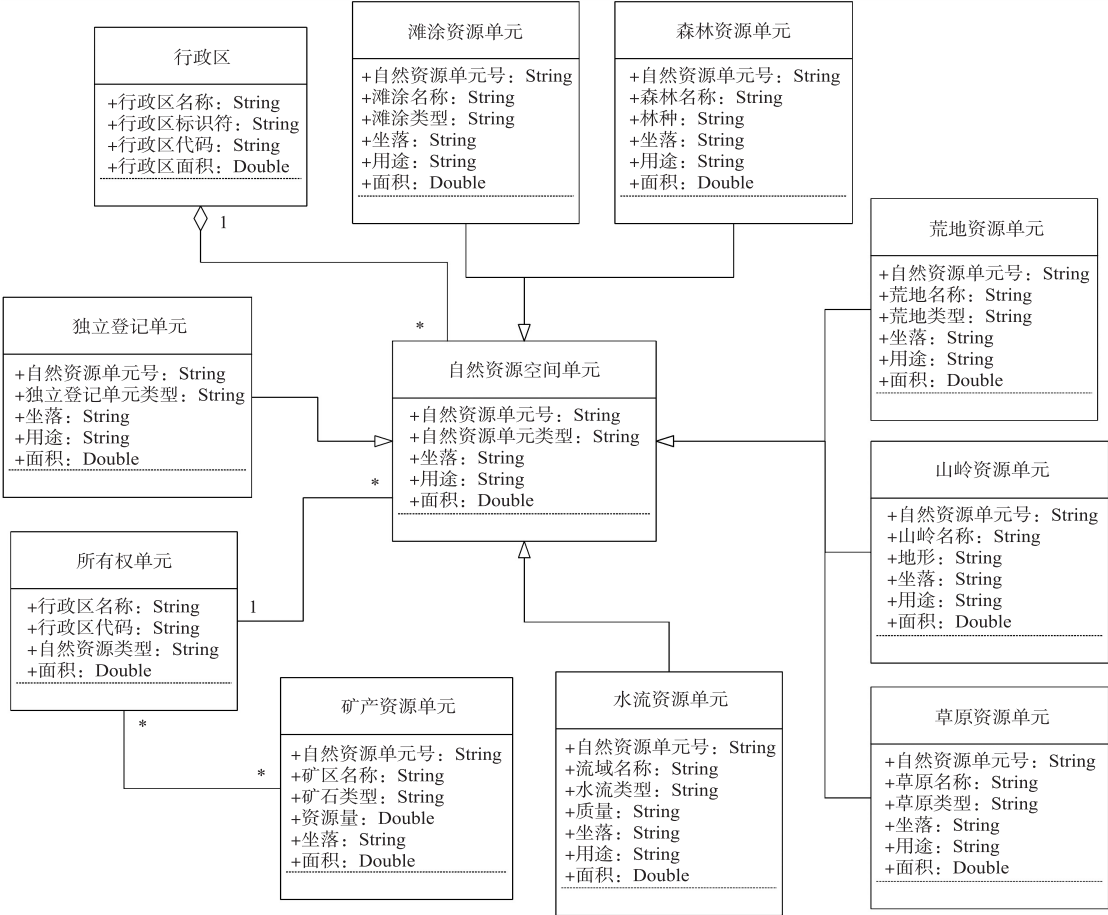 行政区
+行政区名称：String
+行政区标识符：String
+行政区代码：String
+行政区面积：Double
滩涂资源单元
+自然资源单元号：String
+滩涂名称：String
+滩涂类型：String
+坐落：String
+用途：String
+面积：Double
森林资源单元
+自然资源单元号：String
+森林名称：String
+林种：String
+坐落：String
+用途：String
+面积：Double
1
*
荒地资源单元
+自然资源单元号：String
+荒地名称：String
+荒地类型：String
+坐落：String
+用途：String
+面积：Double
独立登记单元
+自然资源单元号：String
+独立登记单元类型：String
+坐落：String
+用途：String
+面积：Double
自然资源空间单元
+自然资源单元号：String
+自然资源单元类型：String
+坐落：String
+用途：String
+面积：Double
*
1
山岭资源单元
+自然资源单元号：String
+山岭名称：String
+地形：String
+坐落：String
+用途：String
+面积：Double
所有权单元
+行政区名称：String
+行政区代码：String
+自然资源类型：String
+面积：Double
*
*
矿产资源单元
+自然资源单元号：String
+矿区名称：String
+矿石类型：String
+资源量：Double
+坐落：String
+面积：Double
水流资源单元
+自然资源单元号：String
+流域名称：String
+水流类型：String
+质量：String
+坐落：String
+用途：String
+面积：Double
草原资源单元
+自然资源单元号：String
+草原名称：String
+草原类型：String
+坐落：String
+用途：String
+面积：Double